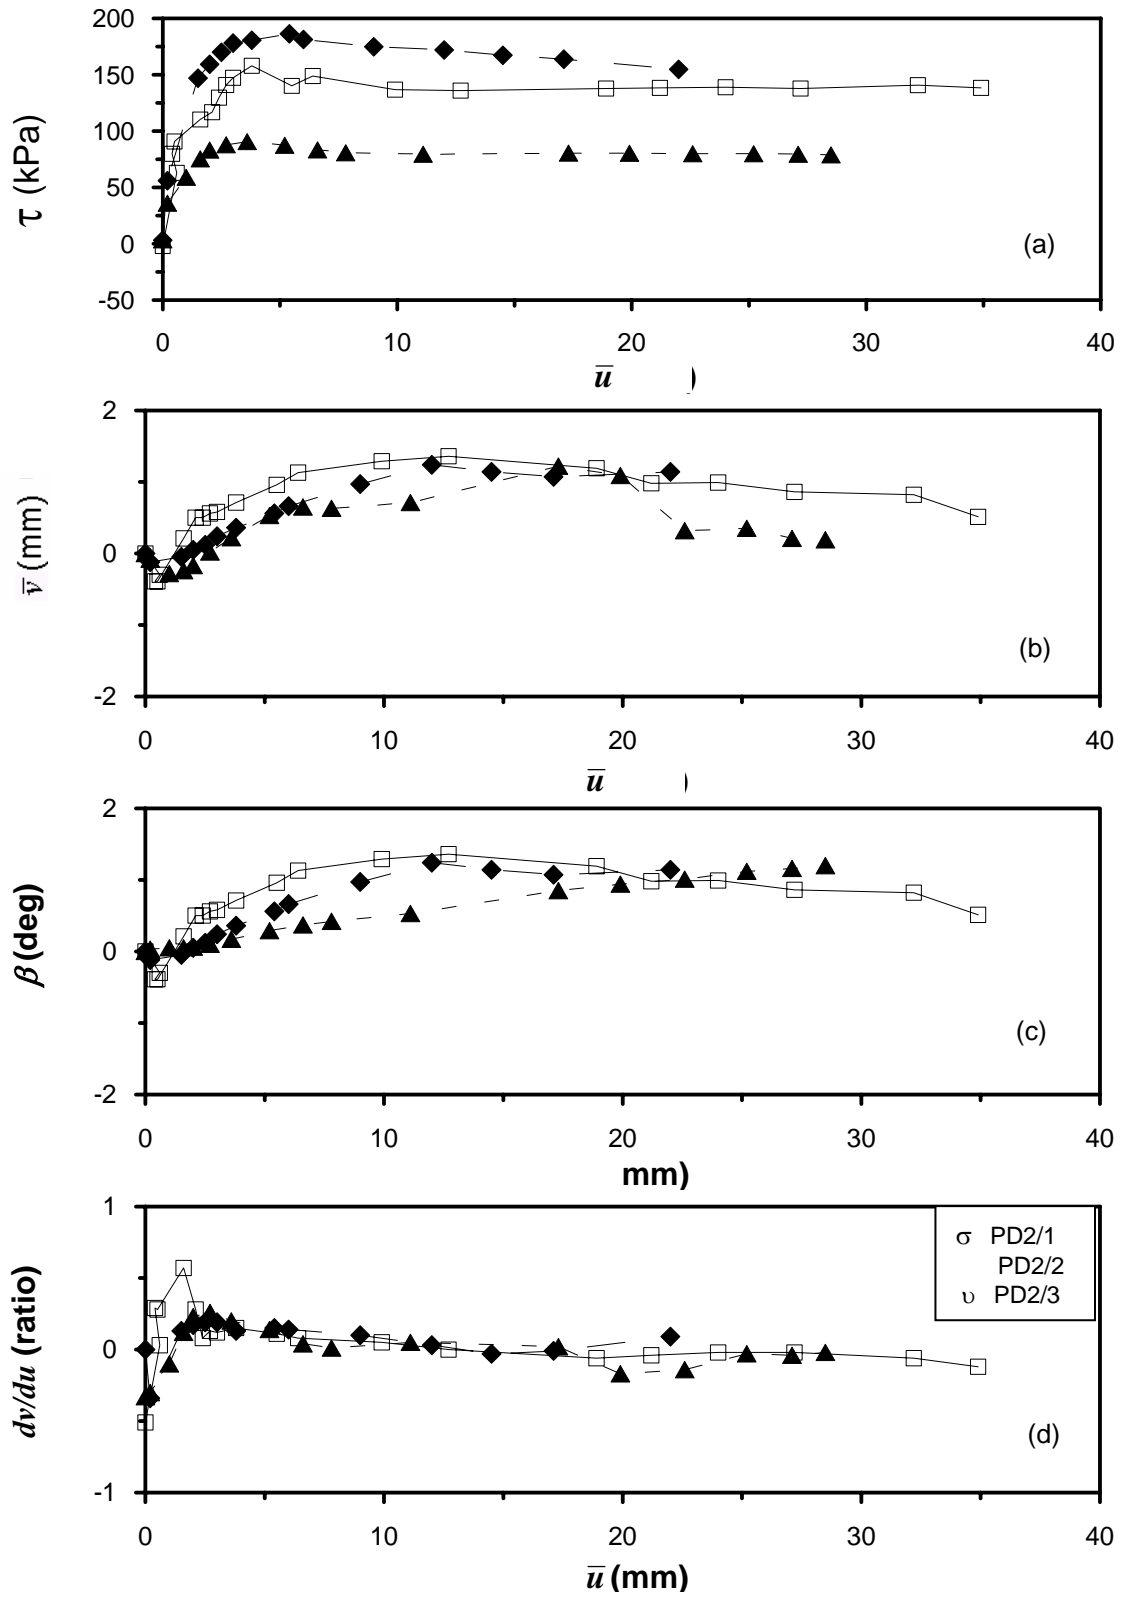 200
150
100
50
0
-50
τ (kPa)
(a)
0 10 20 30 40
u̅ )
2
0
-2
v̅ (mm)
(b)
0 10 20 30 40
u̅ )
2
0
-2
β (deg)
(c)
0 10 20 30 40
mm)
1
0
-1
dv/du (ratio)
σ PD2/1
PD2/2
υ PD2/3
(d)
0 10 20 30 40
u̅ (mm)